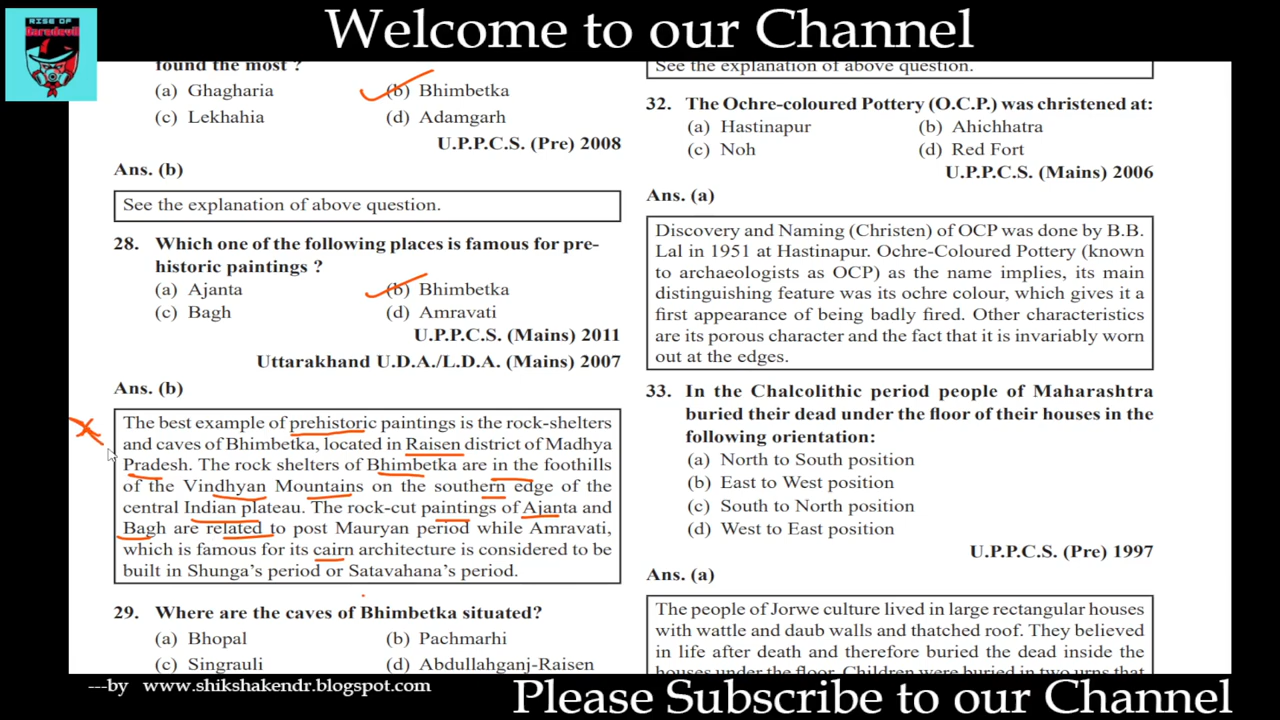 RISE OF
Daredevil
Welcome to our Channel
found the most ?
(a) Ghagharia (b) Bhimbetka
(c) Lekhahia (d) Adamgarh
U.P.P.C.S. (Pre) 2008
Ans. (b)
See the explanation of above question.
28. Which one of the following places is famous for pre-
historic paintings ?
(a) Ajanta (b) Bhimbetka
(c) Bagh (d) Amravati
U.P.P.C.S. (Mains) 2011
Uttarakhand U.D.A./L.D.A. (Mains) 2007
Ans. (b)
The best example of prehistoric paintings is the rock-shelters
and caves of Bhimbetka, located in Raisen district of Madhya
Pradesh. The rock shelters of Bhimbetka are in the foothills
of the Vindhyan Mountains on the southern edge of the
central Indian plateau. The rock-cut paintings of Ajanta and
Bagh are related to post Mauryan period while Amravati,
which is famous for its cairn architecture is considered to be
built in Shunga's period or Satavahana's period.
29. Where are the caves of Bhimbetka situated?
(a) Bhopal (b) Pachmarhi
(c) Singrauli (d) Abdullahganj-Raisen
See the explanation of above question.
32. The Ochre-coloured Pottery (O.C.P.) was christened at:
(a) Hastinapur (b) Ahichhatra
(c) Noh (d) Red Fort
U.P.P.C.S. (Mains) 2006
Ans. (a)
Discovery and Naming (Christen) of OCP was done by B.B.
Lal in 1951 at Hastinapur. Ochre-Coloured Pottery (known
to archaeologists as OCP) as the name implies, its main
distinguishing feature was its ochre colour, which gives it a
first appearance of being badly fired. Other characteristics
are its porous character and the fact that it is invariably worn
out at the edges.
33. In the Chalcolithic period people of Maharashtra
buried their dead under the floor of their houses in the
following orientation:
(a) North to South position
(b) East to West position
(c) South to North position
(d) West to East position
U.P.P.C.S. (Pre) 1997
Ans. (a)
The people of Jorwe culture lived in large rectangular houses
with wattle and daub walls and thatched roof. They believed
in life after death and therefore buried the dead inside the
houses under the floor. Children were buried in two urns that
---by www.shikshakendr.blogspot.com
Please Subscribe to our Channel